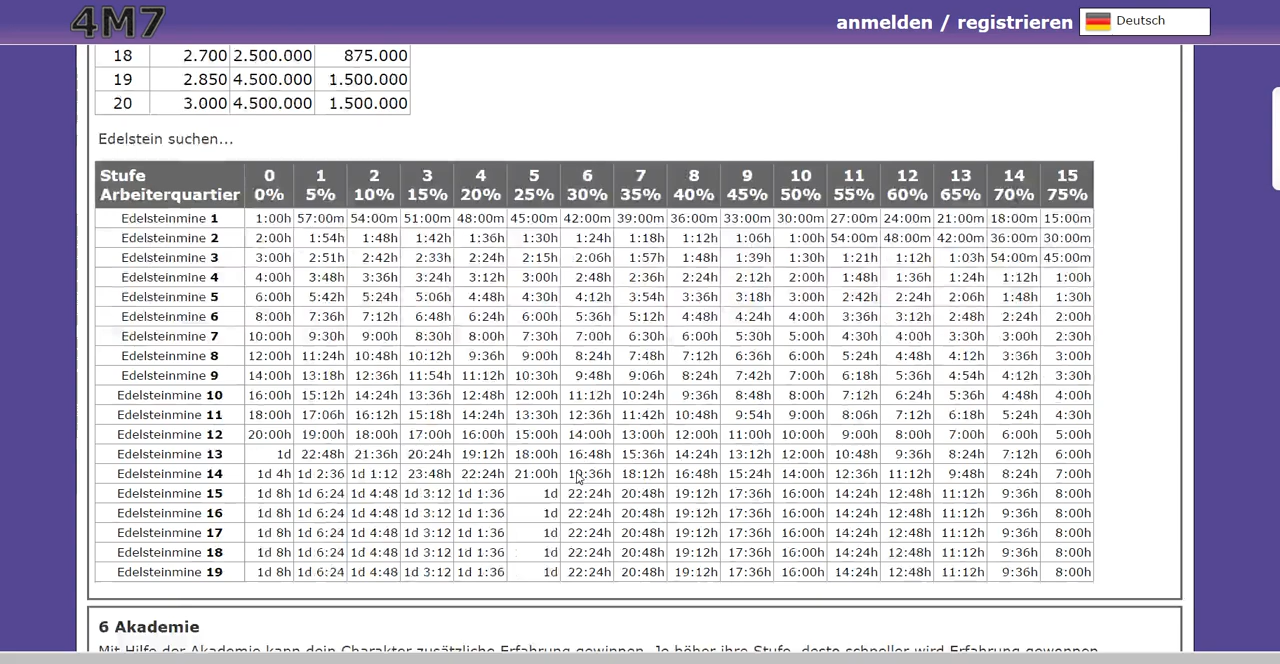 4M7
anmelden / registrieren Deutsch
18 2.700 2.500.000 875.000
19 2.850 4.500.000 1.500.000
20 3.000 4.500.000 1.500.000
Edelstein suchen...
Stufe 0 1 2 3 4 5 6 7 8 9 10 11 12 13 14 15
Arbeiterquartier 0% 5% 10% 15% 20% 25% 30% 35% 40% 45% 50% 55% 60% 65% 70% 75%
Edelsteinmine 1 1:00h 57:00m 54:00m 51:00m 48:00m 45:00m 42:00m 39:00m 36:00m 33:00m 30:00m 27:00m 24:00m 21:00m 18:00m 15:00m
Edelsteinmine 2 2:00h 1:54h 1:48h 1:42h 1:36h 1:30h 1:24h 1:18h 1:12h 1:06h 1:00h 54:00m 48:00m 42:00m 36:00m 30:00m
Edelsteinmine 3 3:00h 2:51h 2:42h 2:33h 2:24h 2:15h 2:06h 1:57h 1:48h 1:39h 1:30h 1:21h 1:12h 1:03h 54:00m 45:00m
Edelsteinmine 4 4:00h 3:48h 3:36h 3:24h 3:12h 3:00h 2:48h 2:36h 2:24h 2:12h 2:00h 1:48h 1:36h 1:24h 1:12h 1:00h
Edelsteinmine 5 6:00h 5:42h 5:24h 5:06h 4:48h 4:30h 4:12h 3:54h 3:36h 3:18h 3:00h 2:42h 2:24h 2:06h 1:48h 1:30h
Edelsteinmine 6 8:00h 7:36h 7:12h 6:48h 6:24h 6:00h 5:36h 5:12h 4:48h 4:24h 4:00h 3:36h 3:12h 2:48h 2:24h 2:00h
Edelsteinmine 7 10:00h 9:30h 9:00h 8:30h 8:00h 7:30h 7:00h 6:30h 6:00h 5:30h 5:00h 4:30h 4:00h 3:30h 3:00h 2:30h
Edelsteinmine 8 12:00h 11:24h 10:48h 10:12h 9:36h 9:00h 8:24h 7:48h 7:12h 6:36h 6:00h 5:24h 4:48h 4:12h 3:36h 3:00h
Edelsteinmine 9 14:00h 13:18h 12:36h 11:54h 11:12h 10:30h 9:48h 9:06h 8:24h 7:42h 7:00h 6:18h 5:36h 4:54h 4:12h 3:30h
Edelsteinmine 10 16:00h 15:12h 14:24h 13:36h 12:48h 12:00h 11:12h 10:24h 9:36h 8:48h 8:00h 7:12h 6:24h 5:36h 4:48h 4:00h
Edelsteinmine 11 18:00h 17:06h 16:12h 15:18h 14:24h 13:30h 12:36h 11:42h 10:48h 9:54h 9:00h 8:06h 7:12h 6:18h 5:24h 4:30h
Edelsteinmine 12 20:00h 19:00h 18:00h 17:00h 16:00h 15:00h 14:00h 13:00h 12:00h 11:00h 10:00h 9:00h 8:00h 7:00h 6:00h 5:00h
Edelsteinmine 13 1d 22:48h 21:36h 20:24h 19:12h 18:00h 16:48h 15:36h 14:24h 13:12h 12:00h 10:48h 9:36h 8:24h 7:12h 6:00h
Edelsteinmine 14 1d 4h 1d 2:36 1d 1:12 23:48h 22:24h 21:00h 19:36h 18:12h 16:48h 15:24h 14:00h 12:36h 11:12h 9:48h 8:24h 7:00h
Edelsteinmine 15 1d 8h 1d 6:24 1d 4:48 1d 3:12 1d 1:36 1d 22:24h 20:48h 19:12h 17:36h 16:00h 14:24h 12:48h 11:12h 9:36h 8:00h
Edelsteinmine 16 1d 8h 1d 6:24 1d 4:48 1d 3:12 1d 1:36 1d 22:24h 20:48h 19:12h 17:36h 16:00h 14:24h 12:48h 11:12h 9:36h 8:00h
Edelsteinmine 17 1d 8h 1d 6:24 1d 4:48 1d 3:12 1d 1:36 1d 22:24h 20:48h 19:12h 17:36h 16:00h 14:24h 12:48h 11:12h 9:36h 8:00h
Edelsteinmine 18 1d 8h 1d 6:24 1d 4:48 1d 3:12 1d 1:36 1d 22:24h 20:48h 19:12h 17:36h 16:00h 14:24h 12:48h 11:12h 9:36h 8:00h
Edelsteinmine 19 1d 8h 1d 6:24 1d 4:48 1d 3:12 1d 1:36 1d 22:24h 20:48h 19:12h 17:36h 16:00h 14:24h 12:48h 11:12h 9:36h 8:00h
6 Akademie
Mit Hilfe der Akademie kann dein Charakter zusätzliche Erfahrung gewinnen. Je höher ihre Stufe, desto schneller wird Erfahrung gewonnen